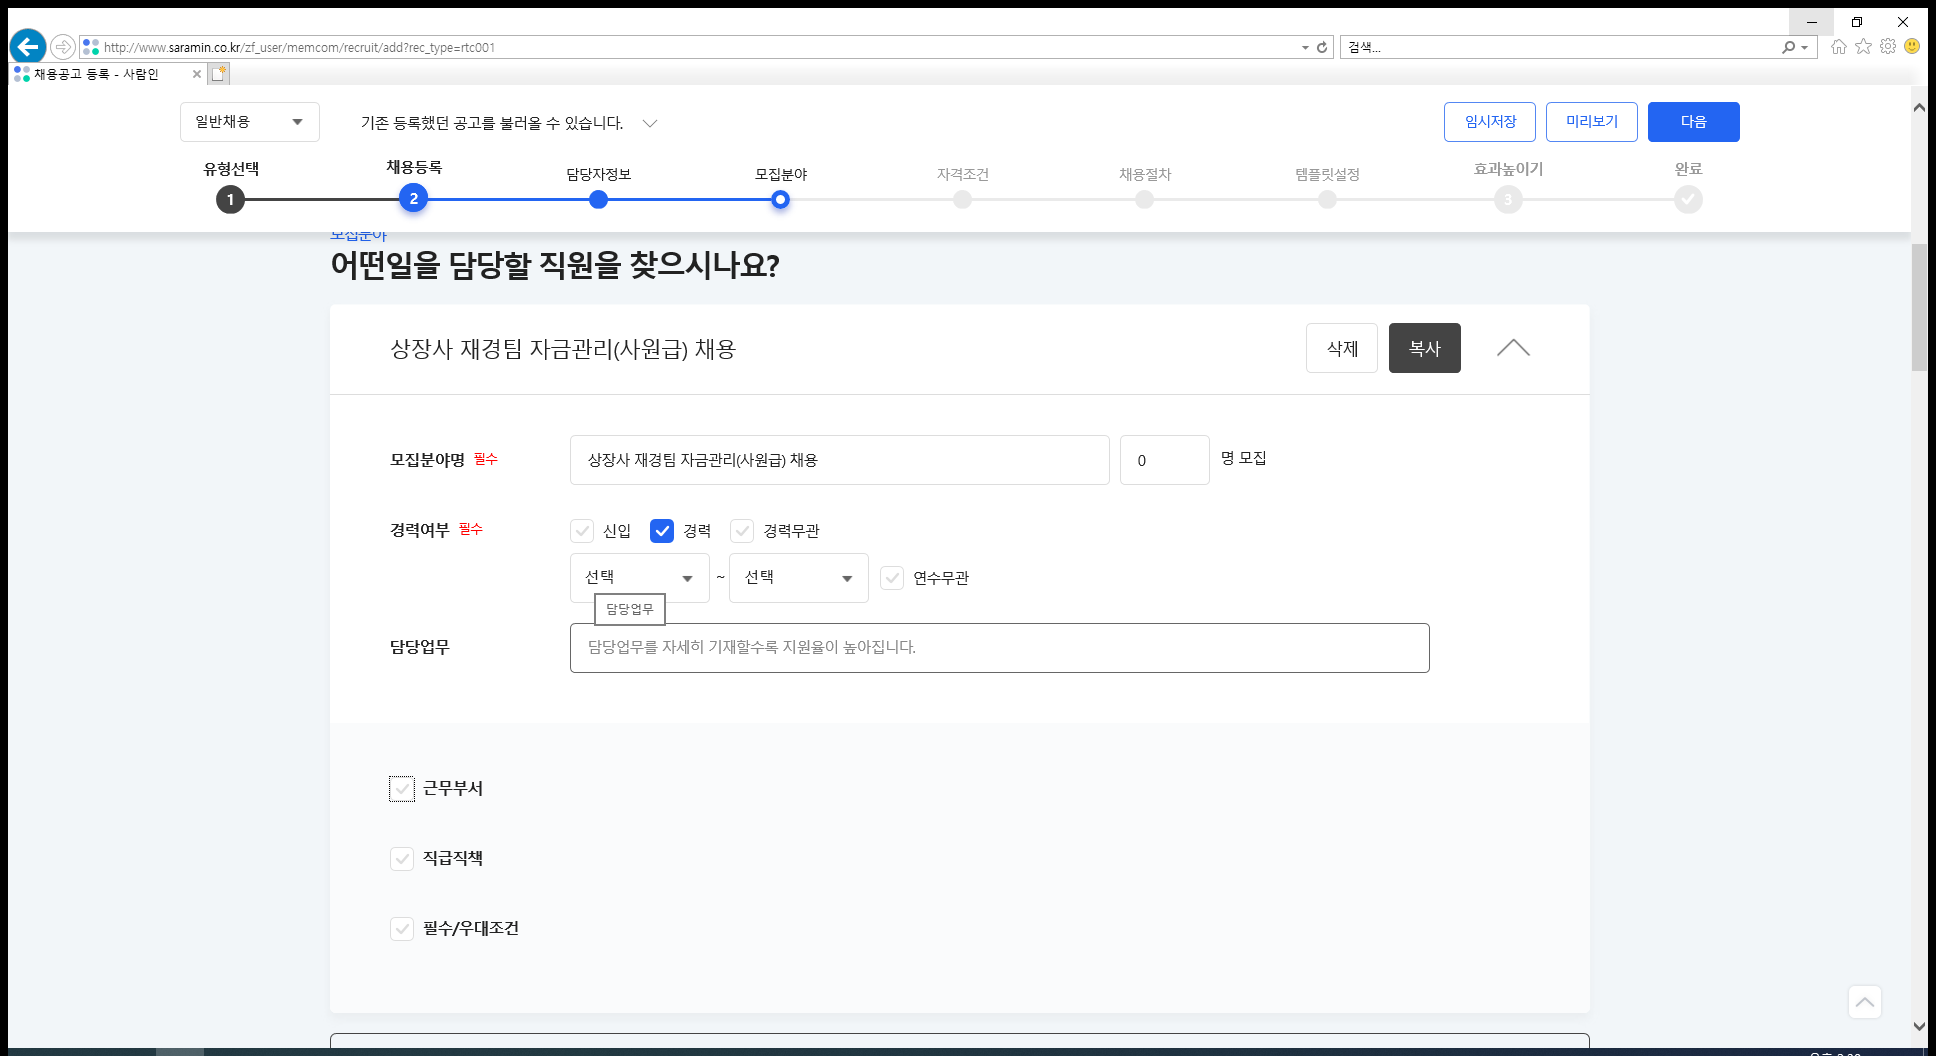 http://www.saramin.co.kr/zf_user/memcom/recruit/add?rec_type=rtc001
검색...
채용공고 등록 - 사람인
일반채용
기존 등록했던 공고를 불러올 수 있습니다.
임시저장
미리보기
다음
유형선택
채용등록
담당자정보
모집분야
자격조건
채용절차
템플릿설정
효과높이기
완료
1
2
3
모집분야
어떤일을 담당할 직원을 찾으시나요?
상장사 재경팀 자금관리(사원급) 채용
삭제
복사
모집분야명 필수
상장사 재경팀 자금관리(사원급) 채용
0
명 모집
경력여부 필수
신입
경력
경력무관
선택
~
선택
연수무관
담당업무
담당업무
담당업무를 자세히 기재할수록 지원율이 높아집니다.
근무부서
직급직책
필수/우대조건